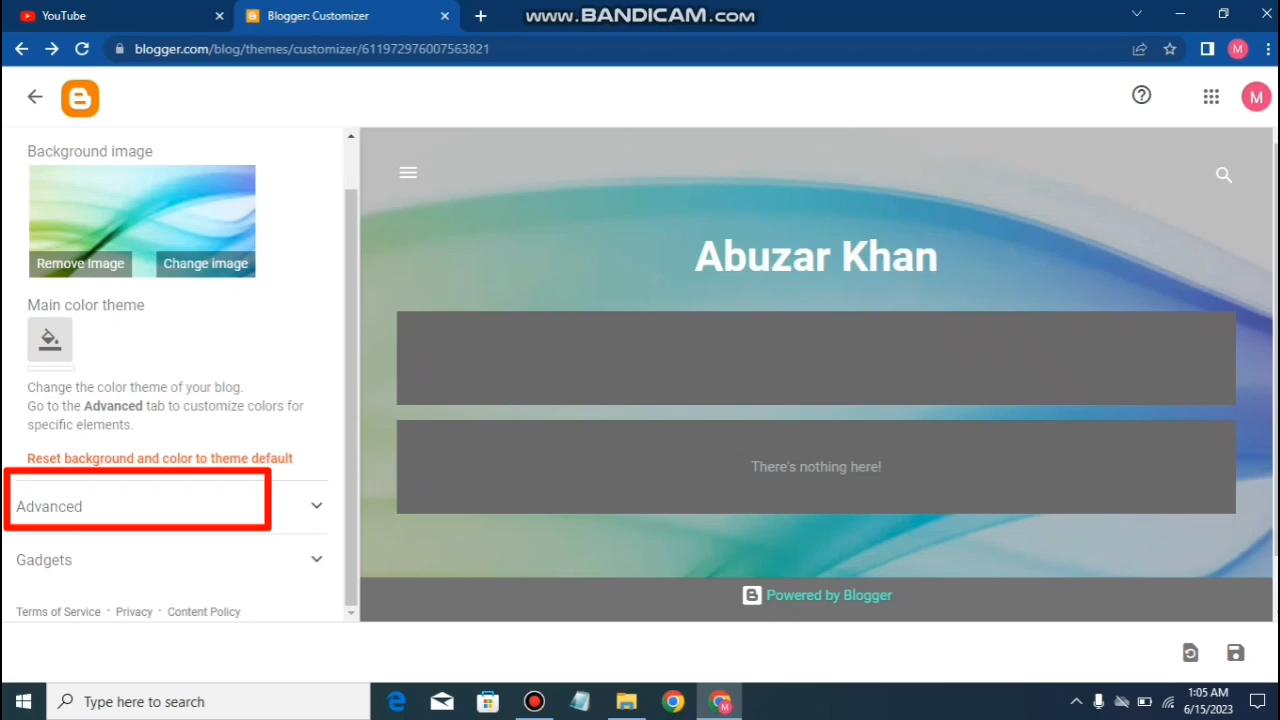 YouTube
Blogger: Customizer
www.BANDICAM.com
blogger.com/blog/themes/customizer/611972976007563821
M
M
Background image
Remove Image
Change image
Main color theme
Change the color theme of your blog.
Go to the Advanced tab to customize colors for
specific elements.
Reset background and color to theme default
Advanced
Gadgets
Terms of Service · Privacy · Content Policy
Abuzar Khan
There's nothing here!
Powered by Blogger
Type here to search
M
1:05 AM
6/15/2023